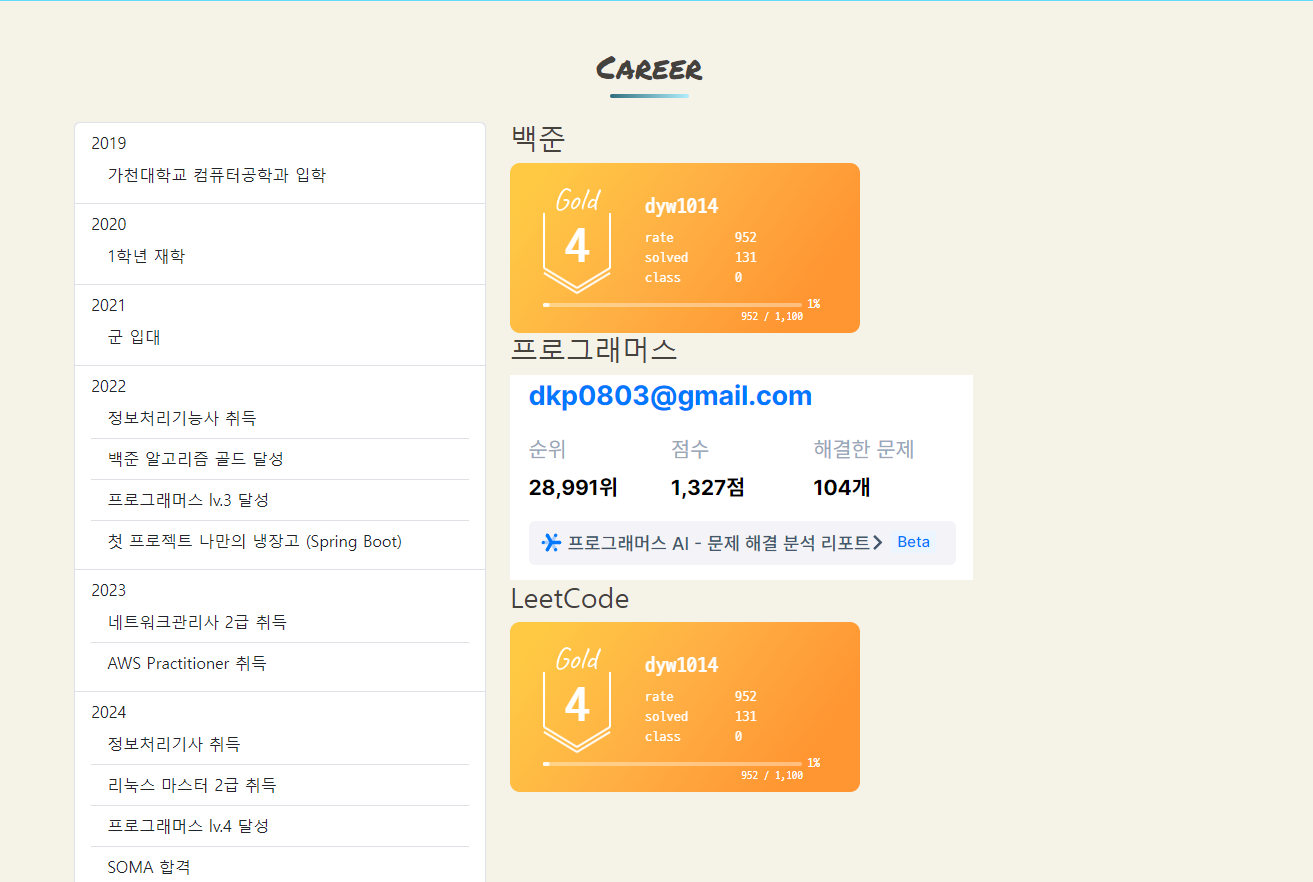 CAREER
2019
가천대학교 컴퓨터공학과 입학
2020
1학년 재학
2021
군 입대
2022
정보처리기능사 취득
백준 알고리즘 골드 달성
프로그래머스 lv.3 달성
첫 프로젝트 나만의 냉장고 (Spring Boot)
2023
네트워크관리사 2급 취득
AWS Practitioner 취득
2024
정보처리기사 취득
리눅스 마스터 2급 취득
프로그래머스 lv.4 달성
SOMA 합격
백준
Gold
4
dyw1014
rate 952
solved 131
class 0
1%
952 / 1,100
프로그래머스
dkp0803@gmail.com
순위 점수 해결한 문제
28,991위 1,327점 104개
프로그래머스 AI - 문제 해결 분석 리포트 Beta
LeetCode
Gold
4
dyw1014
rate 952
solved 131
class 0
1%
952 / 1,100